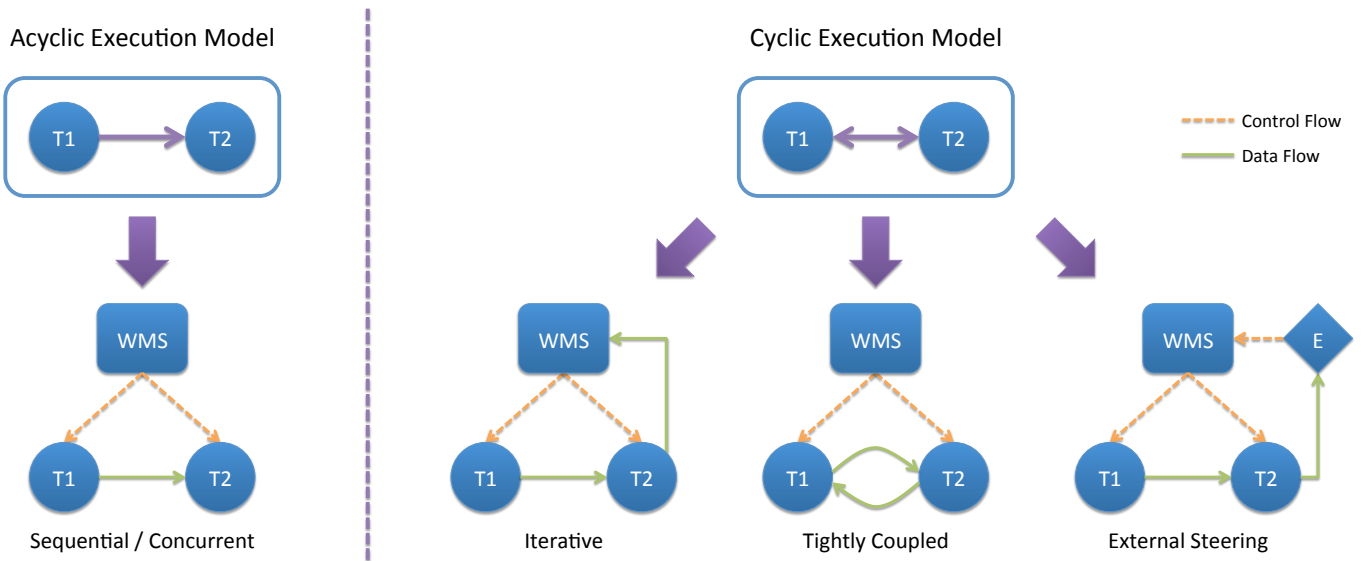 Acyclic Execution Model
Cyclic Execution Model
T1
T2
T1
T2
Control Flow
Data Flow
WMS
WMS
WMS
WMS
E
T1
T2
T1
T2
T1
T2
T1
T2
Sequential / Concurrent
Iterative
Tightly Coupled
External Steering